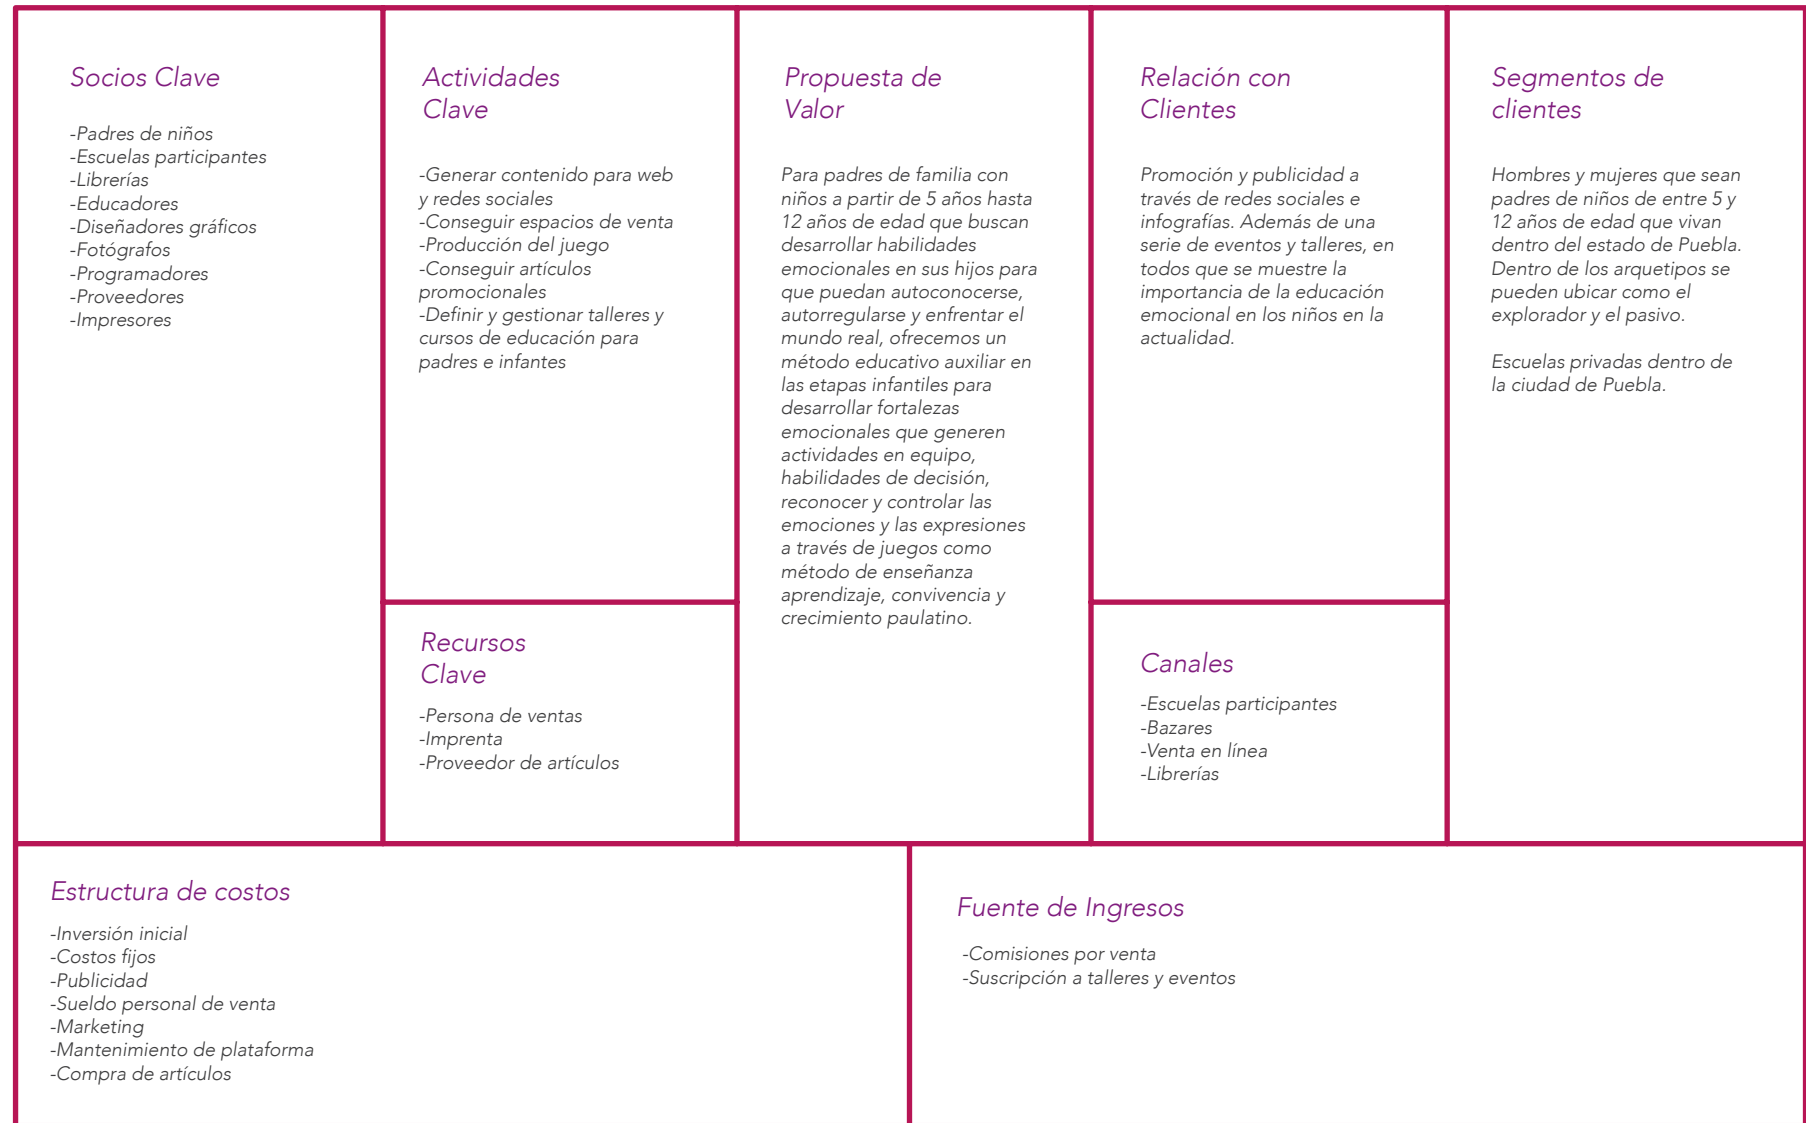 Socios Clave
-Padres de niños
-Escuelas participantes
-Librerías
-Educadores
-Diseñadores gráficos
-Fotógrafos
-Programadores
-Proveedores
-Impresores
Actividades
Clave
-Generar contenido para web
y redes sociales
-Conseguir espacios de venta
-Producción del juego
-Conseguir artículos
promocionales
-Definir y gestionar talleres y
cursos de educación para
padres e infantes
Recursos
Clave
-Persona de ventas
-Imprenta
-Proveedor de artículos
Propuesta de
Valor
Para padres de familia con
niños a partir de 5 años hasta
12 años de edad que buscan
desarrollar habilidades
emocionales en sus hijos para
que puedan autoconocerse,
autorregularse y enfrentar el
mundo real, ofrecemos un
método educativo auxiliar en
las etapas infantiles para
desarrollar fortalezas
emocionales que generen
actividades en equipo,
habilidades de decisión,
reconocer y controlar las
emociones y las expresiones
a través de juegos como
método de enseñanza
aprendizaje, convivencia y
crecimiento paulatino.
Relación con
Clientes
Promoción y publicidad a
través de redes sociales e
infografías. Además de una
serie de eventos y talleres, en
todos que se muestre la
importancia de la educación
emocional en los niños en la
actualidad.
Canales
-Escuelas participantes
-Bazares
-Venta en línea
-Librerías
Segmentos de
clientes
Hombres y mujeres que sean
padres de niños de entre 5 y
12 años de edad que vivan
dentro del estado de Puebla.
Dentro de los arquetipos se
pueden ubicar como el
explorador y el pasivo.
Escuelas privadas dentro de
la ciudad de Puebla.
Estructura de costos
-Inversión inicial
-Costos fijos
-Publicidad
-Sueldo personal de venta
-Marketing
-Mantenimiento de plataforma
-Compra de artículos
Fuente de Ingresos
-Comisiones por venta
-Suscripción a talleres y eventos